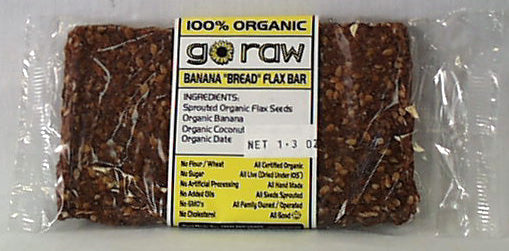 100% ORGANIC
go raw
BANANA "BREAD" FLAX BAR
INGREDIENTS:
Sprouted Organic Flax Seeds
Organic Banana
Organic Coconut
Organic Date
NET 1.3 OZ
No Flour / Wheat All Certified Organic
No Sugar All Live (Dried Under 105°)
No Artificial Processing All Hand Made
No Added Oils All Seeds Sprouted
No GMO's All Family Owned / Operated
No Cholesterol All Good